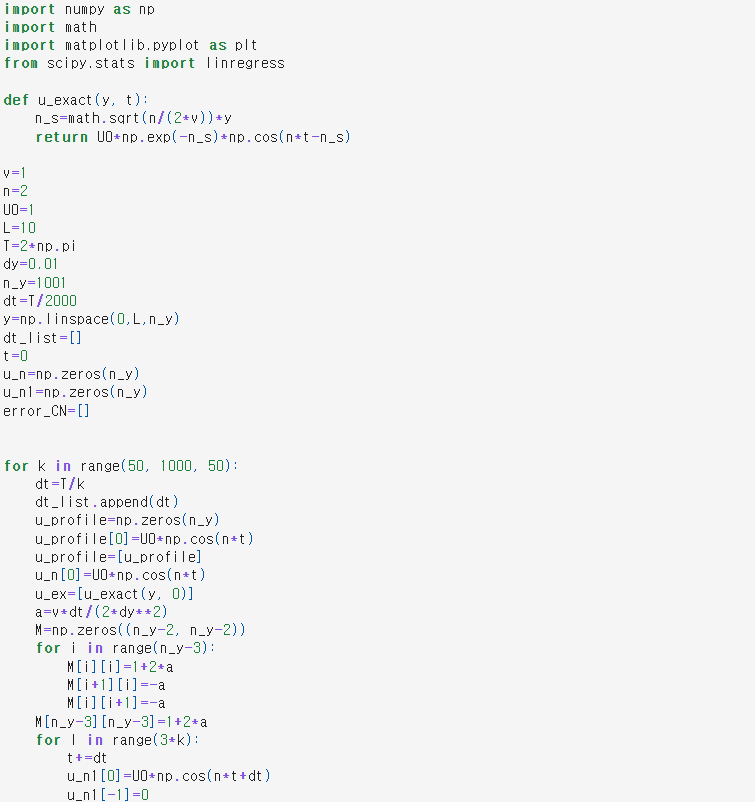 import numpy as np
import math
import matplotlib.pyplot as plt
from scipy.stats import linregress

def u_exact(y, t):
    n_s=math.sqrt(n/(2*v))*y
    return U0*np.exp(-n_s)*np.cos(n*t-n_s)

v=1
n=2
U0=1
L=10
T=2*np.pi
dy=0.01
n_y=1001
dt=T/2000
y=np.linspace(0,L,n_y)
dt_list=[]
t=0
u_n=np.zeros(n_y)
u_n1=np.zeros(n_y)
error_CN=[]


for k in range(50, 1000, 50):
    dt=T/k
    dt_list.append(dt)
    u_profile=np.zeros(n_y)
    u_profile[0]=U0*np.cos(n*t)
    u_profile=[u_profile]
    u_n[0]=U0*np.cos(n*t)
    u_ex=[u_exact(y, 0)]
    a=v*dt/(2*dy**2)
    M=np.zeros((n_y-2, n_y-2))
    for i in range(n_y-3):
        M[i][i]=1+2*a
        M[i+1][i]=-a
        M[i][i+1]=-a
    M[n_y-3][n_y-3]=1+2*a
    for l in range(3*k):
        t+=dt
        u_n1[0]=U0*np.cos(n*t+dt)
        u_n1[-1]=0